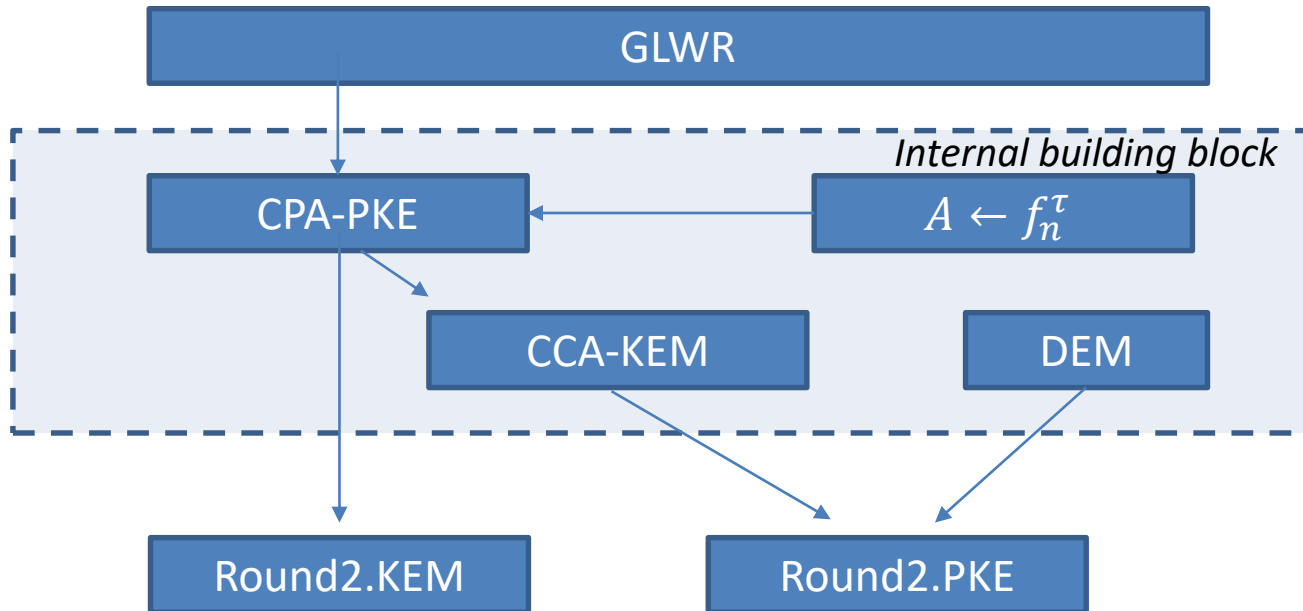 GLWR
Internal building block
CPA-PKE
A ← f_n^τ
CCA-KEM
DEM
Round2.KEM
Round2.PKE